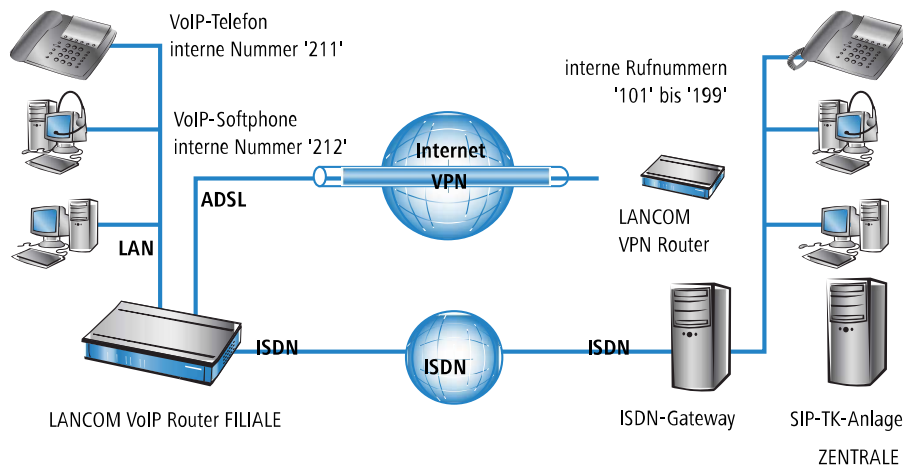 VoIP-Telefon
interne Nummer '211'
interne Rufnummern
'101' bis '199'
VoIP-Softphone
interne Nummer '212'
Internet
VPN
ADSL
LAN
LANCOM
VPN Router
ISDN
ISDN
ISDN
LANCOM VoIP Router FILIALE
ISDN-Gateway
SIP-TK-Anlage
ZENTRALE